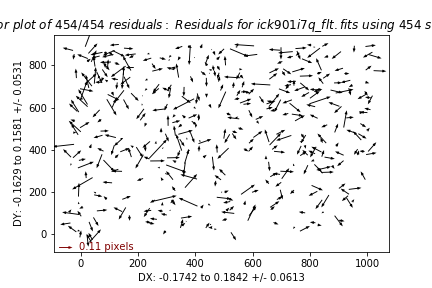 or plot of 454/454 residuals: Residuals for ick901i7q_flt.fits using 454 s
800
600
400
200
0
DY: -0.1629 to 0.1581 +/- 0.0531
0.11 pixels
0 200 400 600 800 1000
DX: -0.1742 to 0.1842 +/- 0.0613